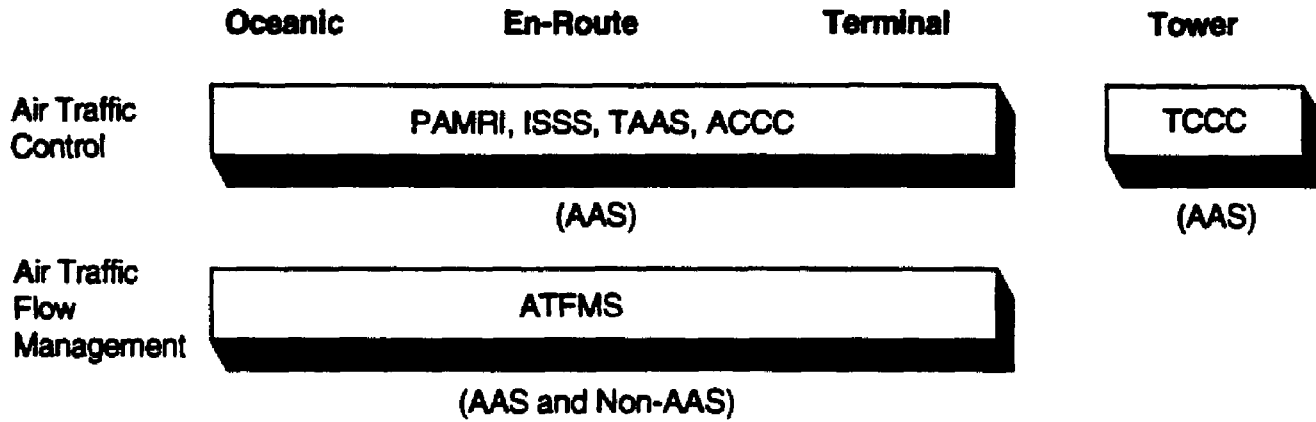 Oceanic En-Route Terminal Tower
Air Traffic
Control
PAMRI, ISSS, TAAS, ACCC
TCCC
(AAS)
(AAS)
Air Traffic
Flow
Management
ATFMS
(AAS and Non-AAS)